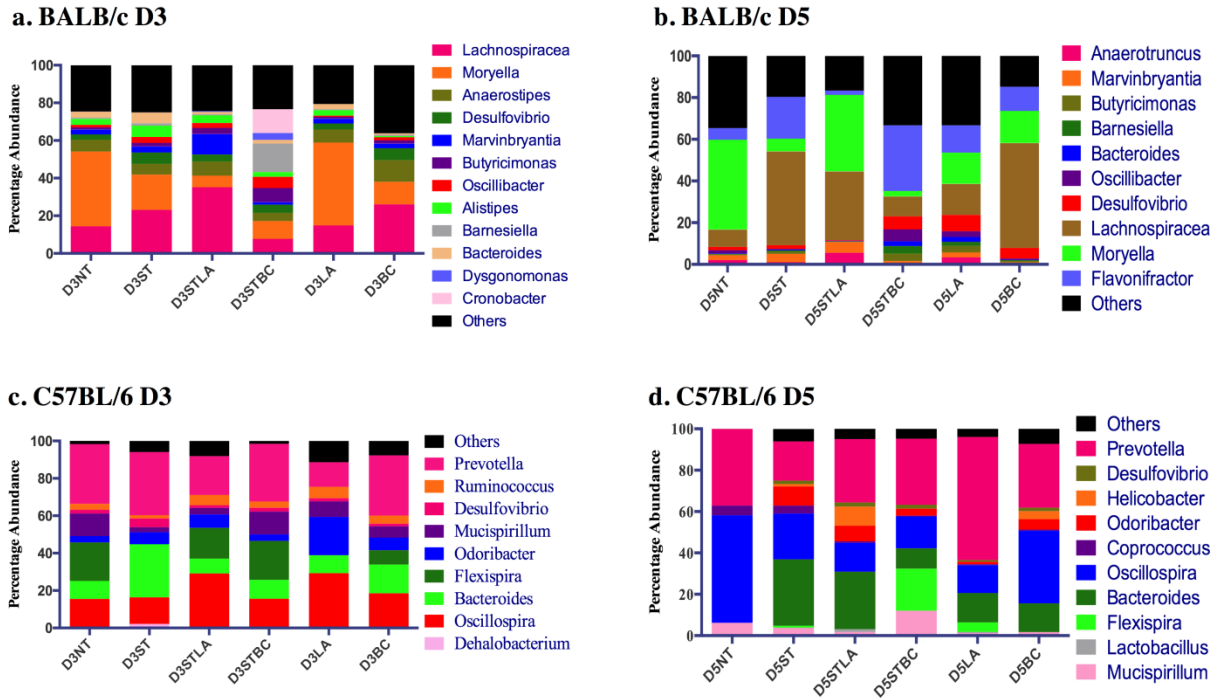 a. BALB/c D3
Percentage Abundance
100
80
60
40
20
0
D3NT
D3ST
D3STLA
D3STBC
D3LA
D3BC
Lachnospiracea
Moryella
Anaerostipes
Desulfovibrio
Marvinbryantia
Butyricimonas
Oscillibacter
Alistipes
Barnesiella
Bacteroides
Dysgonomonas
Cronobacter
Others
b. BALB/c D5
Percentage Abundance
100
80
60
40
20
0
D5NT
D5ST
D5STLA
D5STBC
D5LA
D5BC
Anaerotruncus
Marvinbryantia
Butyricimonas
Barnesiella
Bacteroides
Oscillibacter
Desulfovibrio
Lachnospiracea
Moryella
Flavonifractor
Others
c. C57BL/6 D3
Percentage Abundance
100
80
60
40
20
0
D3NT
D3ST
D3STLA
D3STBC
D3LA
D3BC
Others
Prevotella
Ruminococcus
Desulfovibrio
Mucispirillum
Odoribacter
Flexispira
Bacteroides
Oscillospira
Dehalobacterium
d. C57BL/6 D5
Percentage Abundance
100
80
60
40
20
0
D5NT
D5ST
D5STLA
D5STBC
D5LA
D5BC
Others
Prevotella
Desulfovibrio
Helicobacter
Odoribacter
Coprococcus
Oscillospira
Bacteroides
Flexispira
Lactobacillus
Mucispirillum